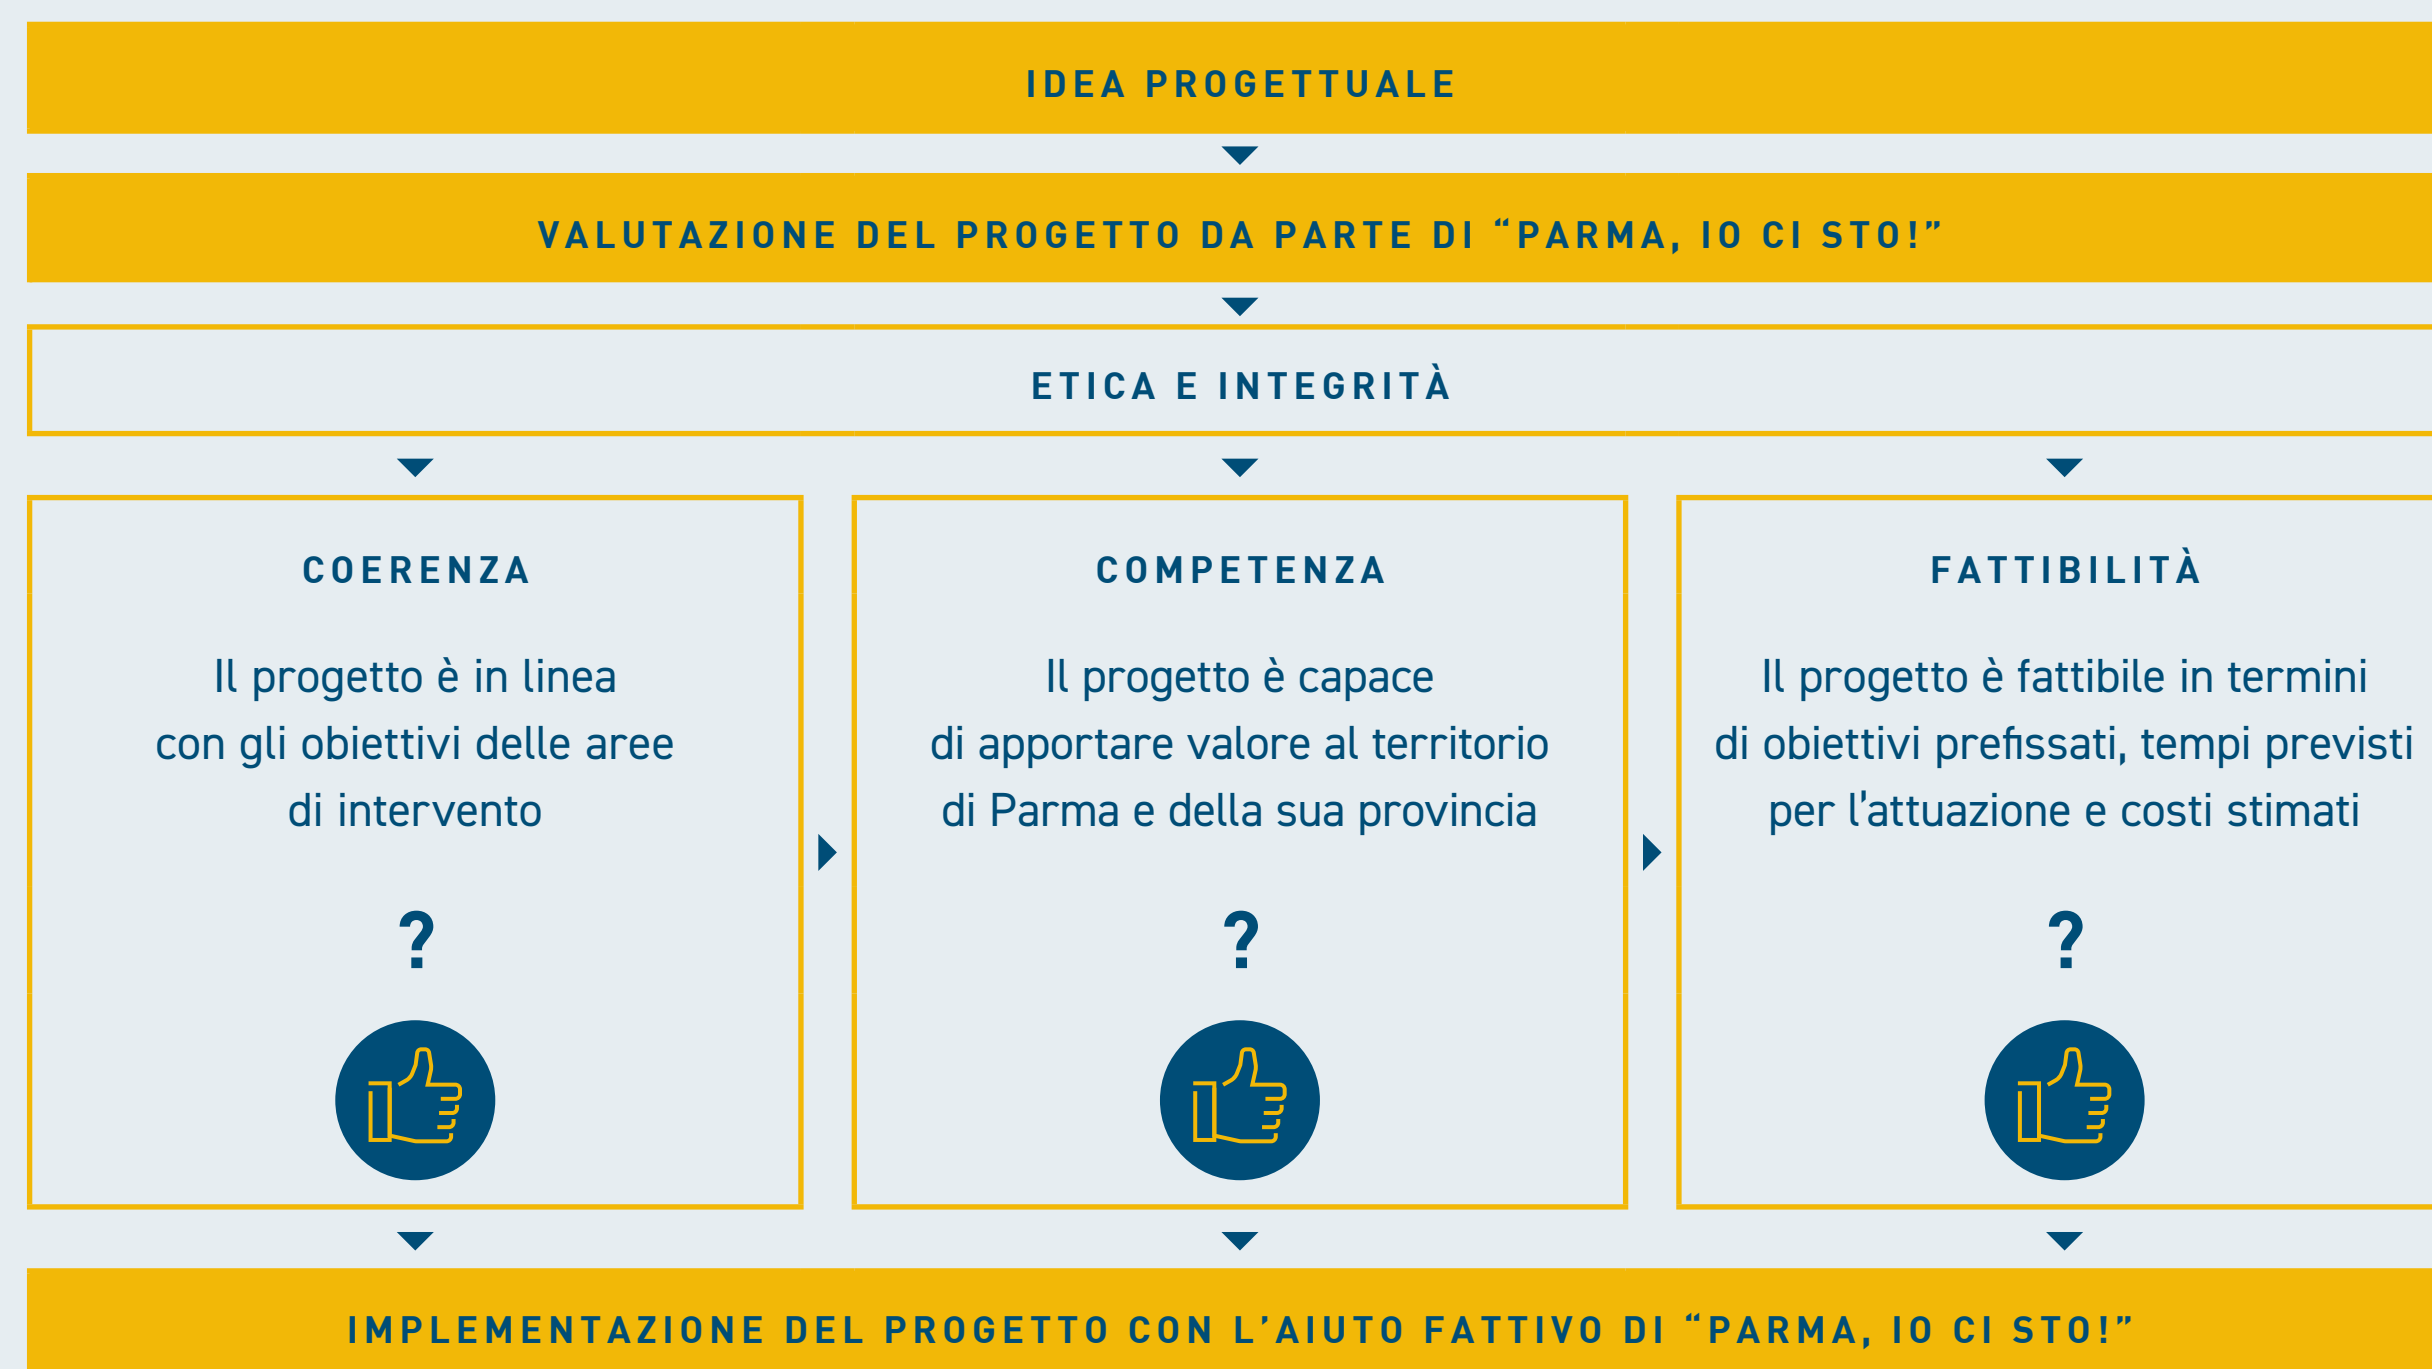 IDEA PROGETTUALE
VALUTAZIONE DEL PROGETTO DA PARTE DI “PARMA, IO CI STO!”
ETICA E INTEGRITÀ
COERENZA
Il progetto è in linea
con gli obiettivi delle aree
di intervento
?
COMPETENZA
Il progetto è capace
di apportare valore al territorio
di Parma e della sua provincia
?
FATTIBILITÀ
Il progetto è fattibile in termini
di obiettivi prefissati, tempi previsti
per l’attuazione e costi stimati
?
IMPLEMENTAZIONE DEL PROGETTO CON L’AIUTO FATTIVO DI “PARMA, IO CI STO!”